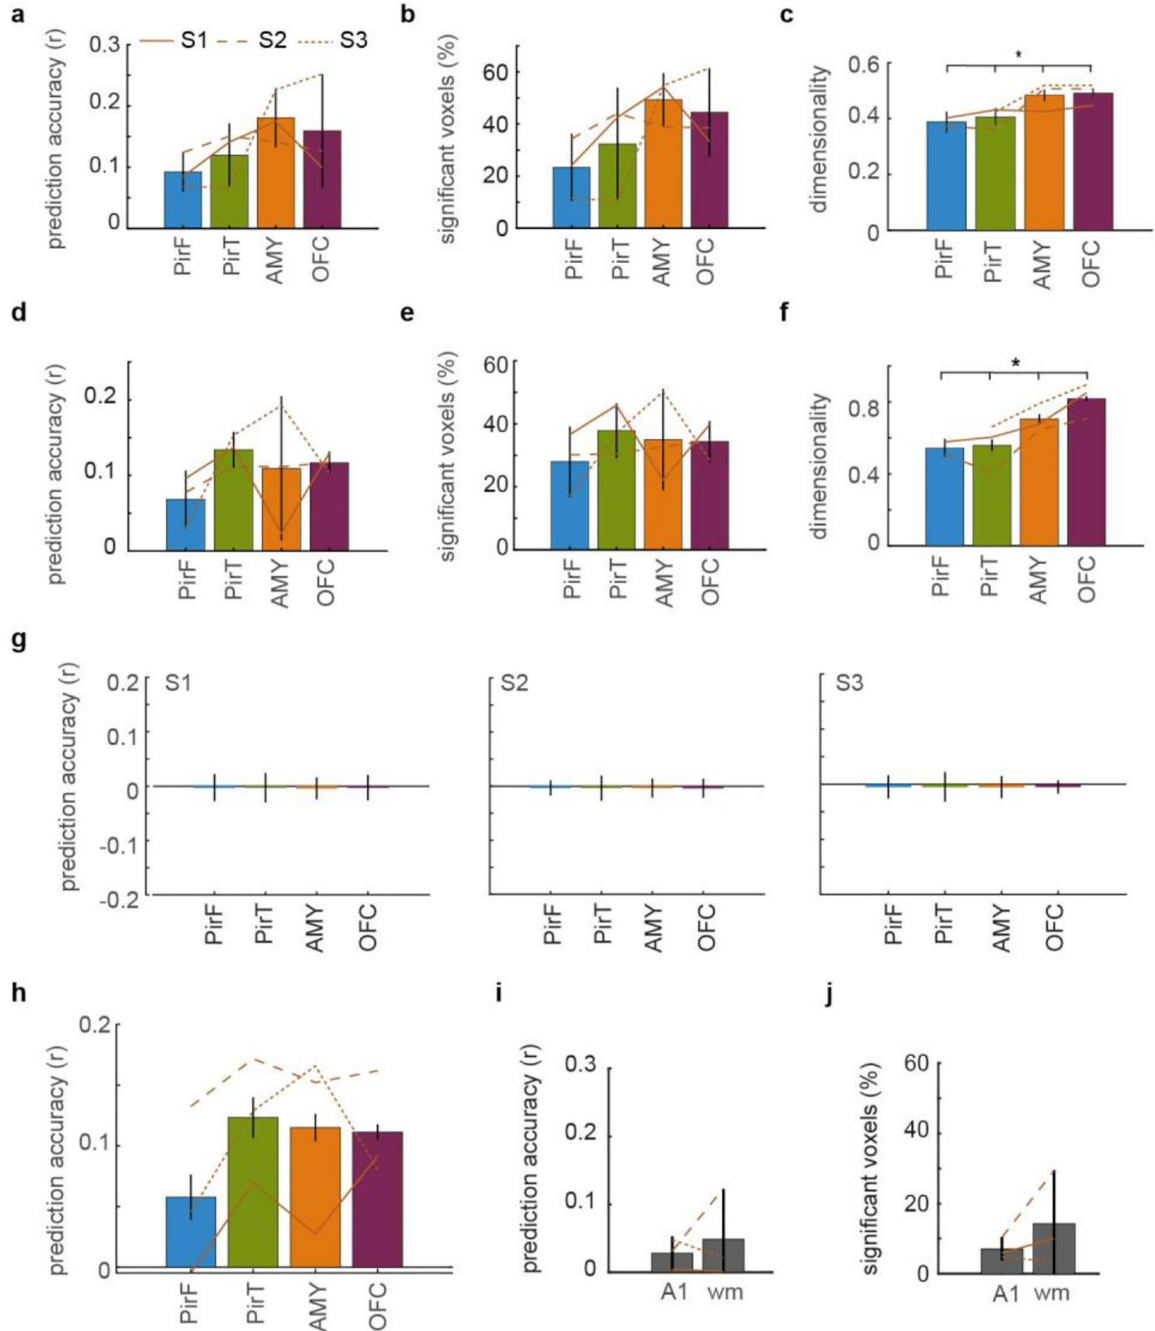 a
b
c
prediction accuracy (r)
S1
S2
S3
0.3
0.2
0.1
0
PirF
PirT
AMY
OFC
significant voxels (%)
60
40
20
0
PirF
PirT
AMY
OFC
dimensionality
*
0.6
0.4
0.2
0
PirF
PirT
AMY
OFC
d
e
f
prediction accuracy (r)
0.2
0.1
0
PirF
PirT
AMY
OFC
significant voxels (%)
60
40
20
0
PirF
PirT
AMY
OFC
dimensionality
*
0.8
0.4
0
PirF
PirT
AMY
OFC
g
prediction accuracy (r)
0.2
0.1
0
-0.1
-0.2
S1
PirF
PirT
AMY
OFC
S2
PirF
PirT
AMY
OFC
S3
PirF
PirT
AMY
OFC
h
i
j
prediction accuracy (r)
0.2
0.1
0
PirF
PirT
AMY
OFC
prediction accuracy (r)
0.3
0.2
0.1
0
A1 wm
significant voxels (%)
60
40
20
0
A1 wm